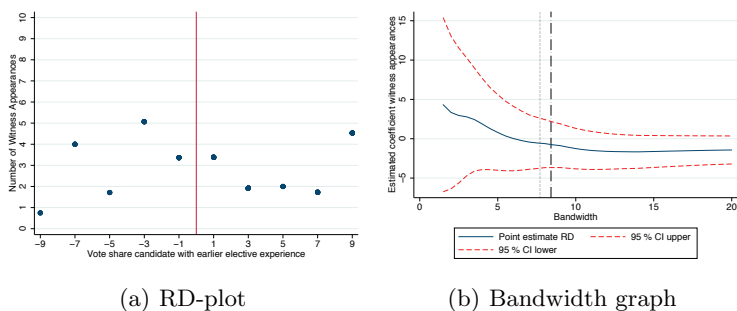 Number of Witness Appearances
10
9
8
7
6
5
4
3
2
1
0
−9 −7 −5 −3 −1 1 3 5 7 9
Vote share candidate with earlier elective experience
(a) RD-plot
Estimated coefficient witness appearances
15
10
5
0
−5
0 5 10 15 20
Bandwidth
Point estimate RD 95 % CI upper
95 % CI lower
(b) Bandwidth graph